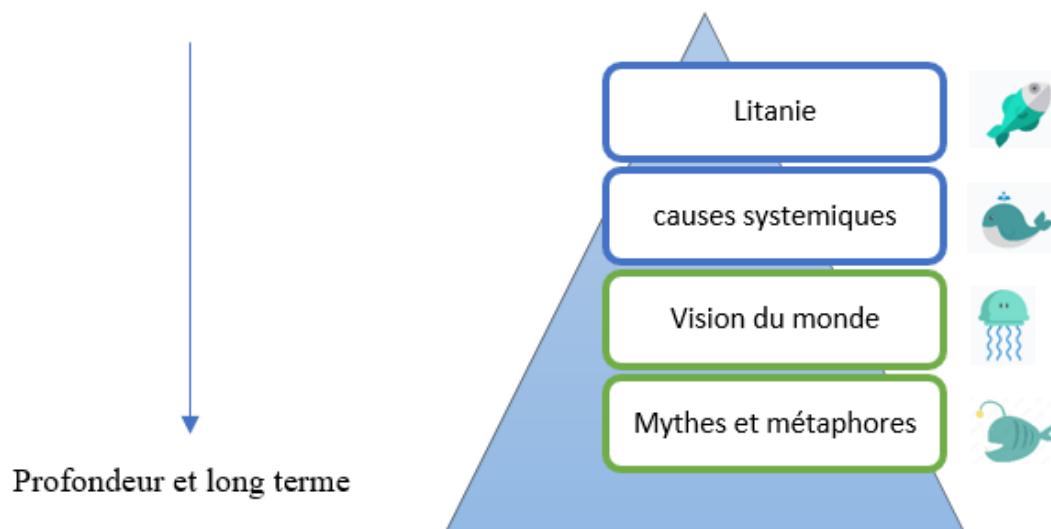 Litanie
causes systemiques
Vision du monde
Mythes et métaphores
Profondeur et long terme